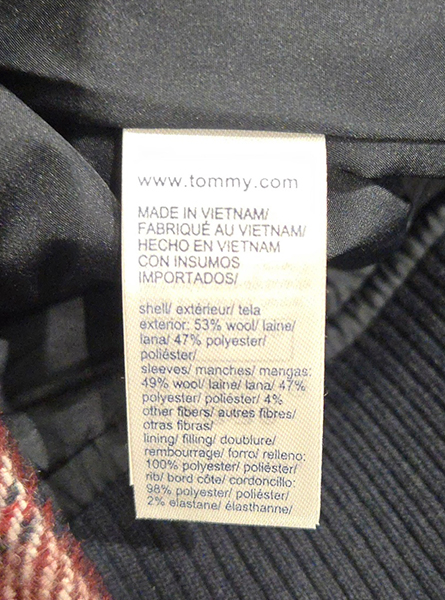 www.tommy.com
MADE IN VIETNAM/
FABRIQUÉ AU VIETNAM/
HECHO EN VIETNAM
CON INSUMOS
IMPORTADOS/
shell/ extérieur/ tela
exterior: 53% wool/ laine/
lana/ 47% polyester/
poliéster/
sleeves/ manches/ mangas:
49% wool/ laine/ lana/ 47%
polyester/ poliéster/ 4%
other fibers/ autres fibres/
otras fibras/
lining/ filling/ doublure/
rembourrage/ forro/ relleno:
100% polyester/ poliéster/
rib/ bord côte/ cordoncillo:
98% polyester/ poliéster/
2% elastane/ élasthanne/